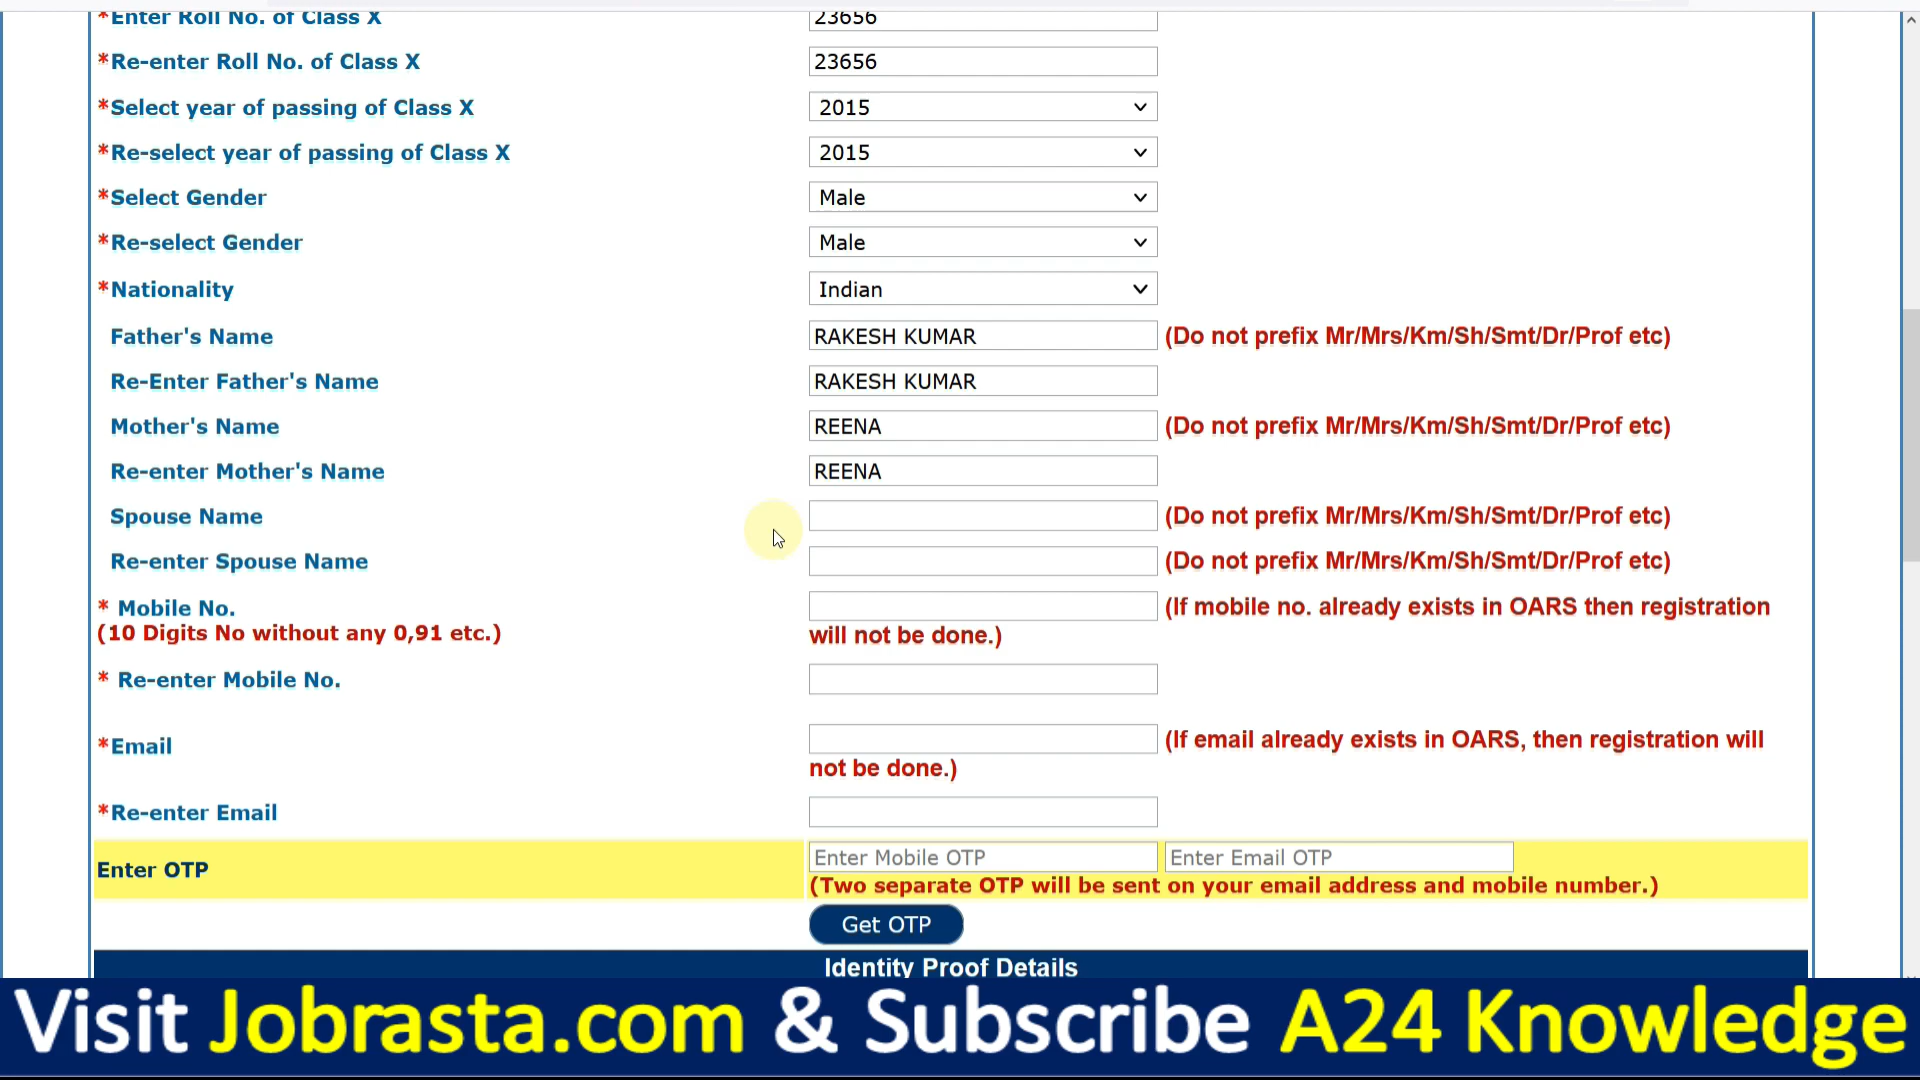 *Enter Roll No. of Class X 23656
*Re-enter Roll No. of Class X 23656
*Select year of passing of Class X 2015
*Re-select year of passing of Class X 2015
*Select Gender Male
*Re-select Gender Male
*Nationality Indian
Father's Name RAKESH KUMAR (Do not prefix Mr/Mrs/Km/Sh/Smt/Dr/Prof etc)
Re-Enter Father's Name RAKESH KUMAR
Mother's Name REENA (Do not prefix Mr/Mrs/Km/Sh/Smt/Dr/Prof etc)
Re-enter Mother's Name REENA
Spouse Name (Do not prefix Mr/Mrs/Km/Sh/Smt/Dr/Prof etc)
Re-enter Spouse Name (Do not prefix Mr/Mrs/Km/Sh/Smt/Dr/Prof etc)
* Mobile No. (If mobile no. already exists in OARS then registration
(10 Digits No without any 0,91 etc.) will not be done.)
* Re-enter Mobile No.
*Email (If email already exists in OARS, then registration will
not be done.)
*Re-enter Email
Enter OTP Enter Mobile OTP Enter Email OTP
(Two separate OTP will be sent on your email address and mobile number.)
Get OTP
Identity Proof Details
Visit Jobrasta.com & Subscribe A24 Knowledge